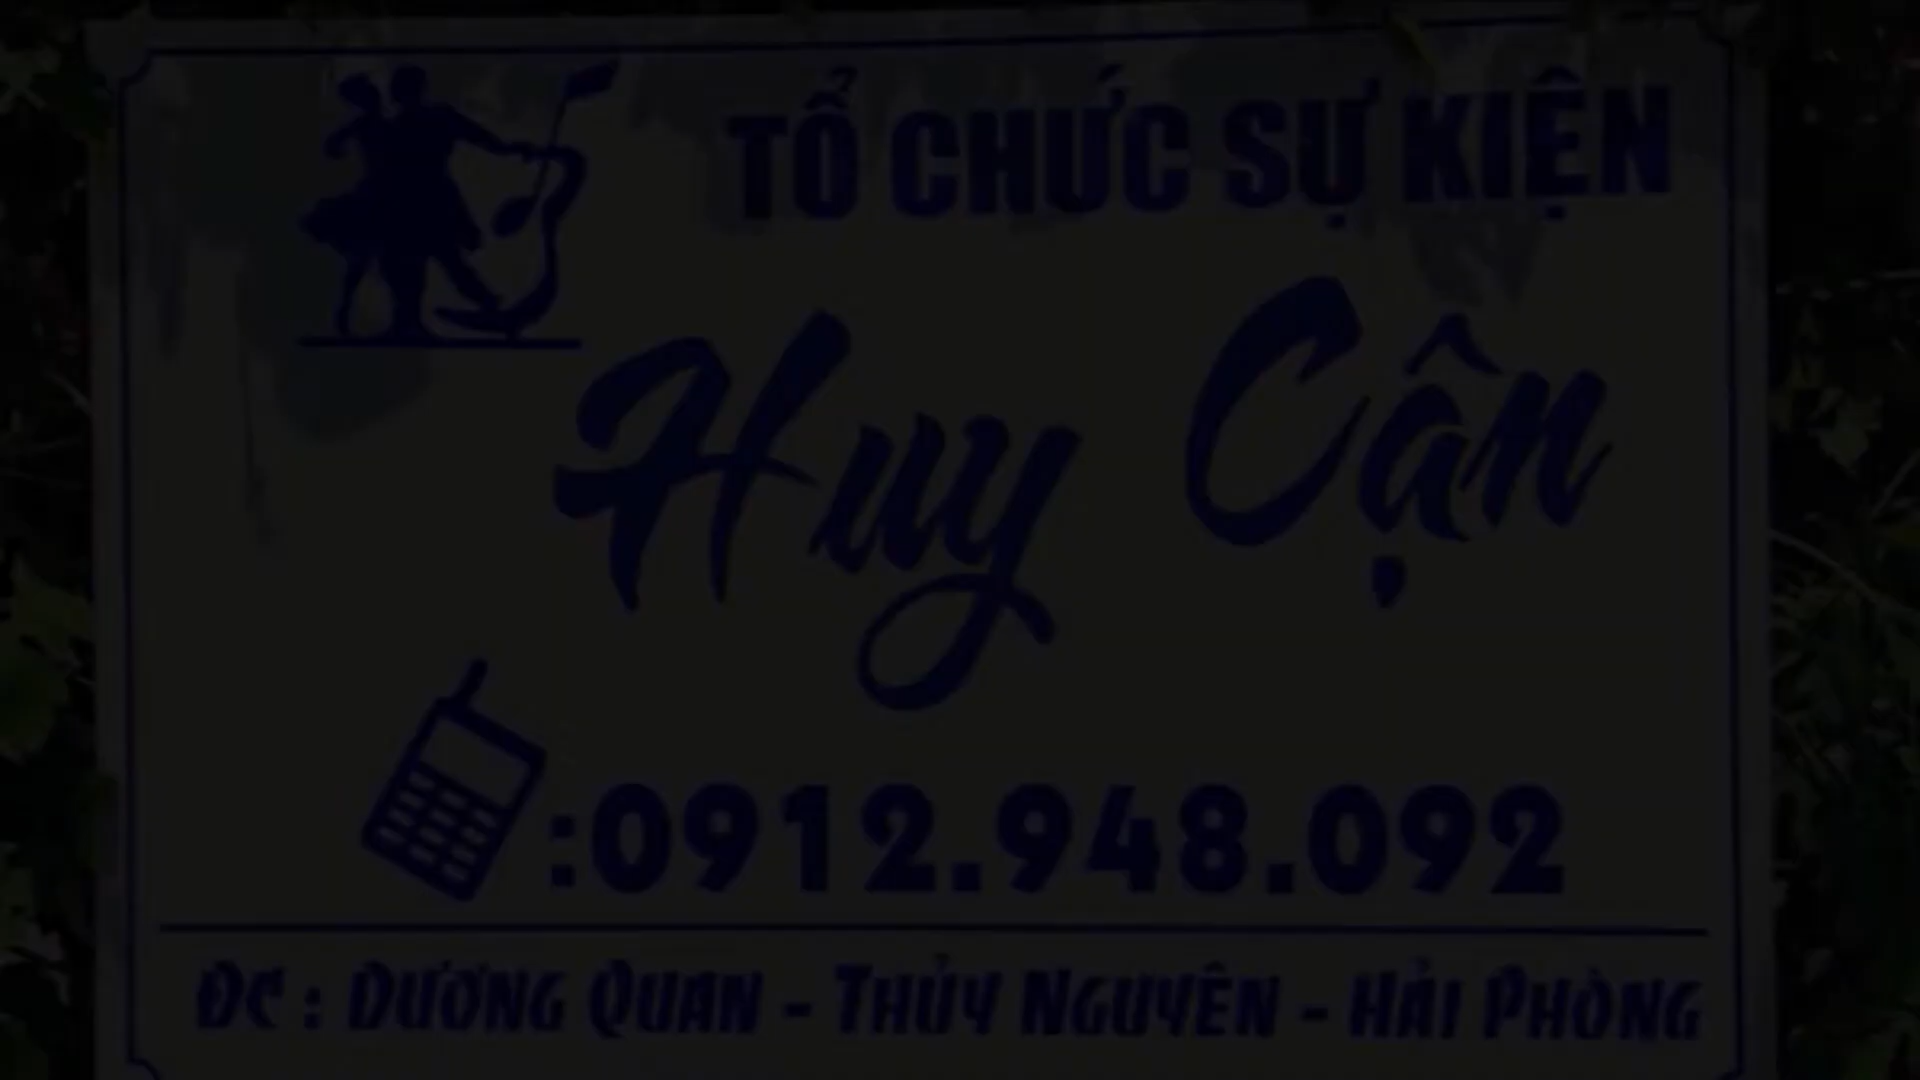 TỔ CHỨC SỰ KIỆN
Huy Cận
:0912.948.092
ĐC : DƯƠNG QUAN - THỦY NGUYÊN - HẢI PHÒNG